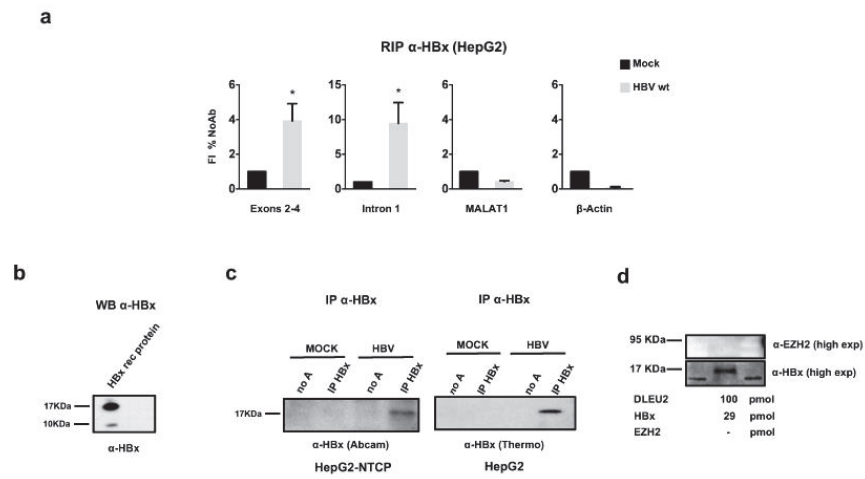 a
RIP α-HBx (HepG2)
Mock
HBV wt
FI % NoAb
6
4
2
0
Exons 2-4
15
10
5
0
Intron 1
6
4
2
0
MALAT1
6
4
2
0
β-Actin
*
*
b
WB α-HBx
HBx rec protein
17KDa
10KDa
α-HBx
c
IP α-HBx
MOCK
HBV
no A
IP HBx
no A
IP HBx
17KDa
α-HBx (Abcam)
HepG2-NTCP
IP α-HBx
MOCK
HBV
no A
IP HBx
no A
IP HBx
α-HBx (Thermo)
HepG2
d
95 KDa
α-EZH2 (high exp)
17 KDa
α-HBx (high exp)
DLEU2 100 pmol
HBx 29 pmol
EZH2 - pmol